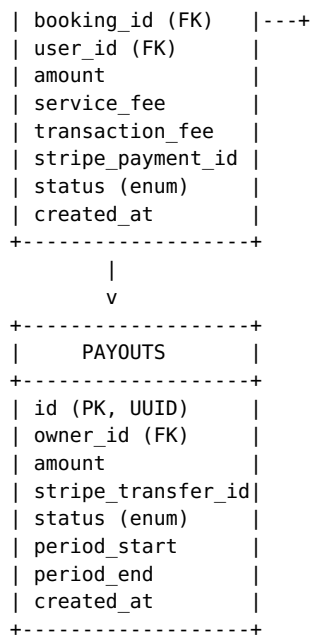 | booking_id (FK)   |---+
| user_id (FK)      |
| amount            |
| service_fee       |
| transaction_fee   |
| stripe_payment_id |
| status (enum)     |
| created_at        |
+-------------------+
        |
        v
+-------------------+
|     PAYOUTS       |
+-------------------+
| id (PK, UUID)     |
| owner_id (FK)     |
| amount            |
| stripe_transfer_id|
| status (enum)     |
| period_start      |
| period_end        |
| created_at        |
+-------------------+